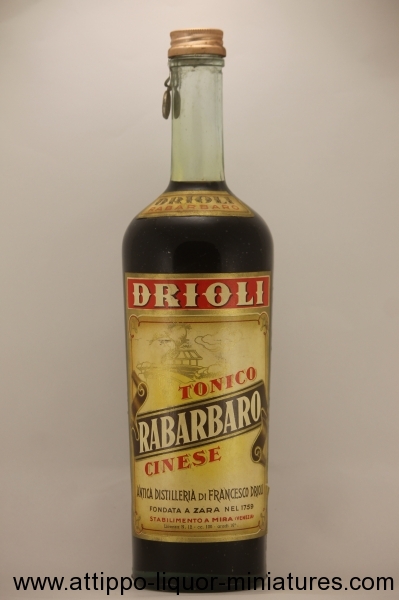 DRIOLI
RABARBARO
DRIOLI
TONICO
RABARBARO
CINESE
ANTICA DISTILLERIA DI FRANCESCO DRIOLI
FONDATA A ZARA NEL 1759
STABILIMENTO A MIRA (VENEZIA)
www.attippo-liquor-miniatures.com